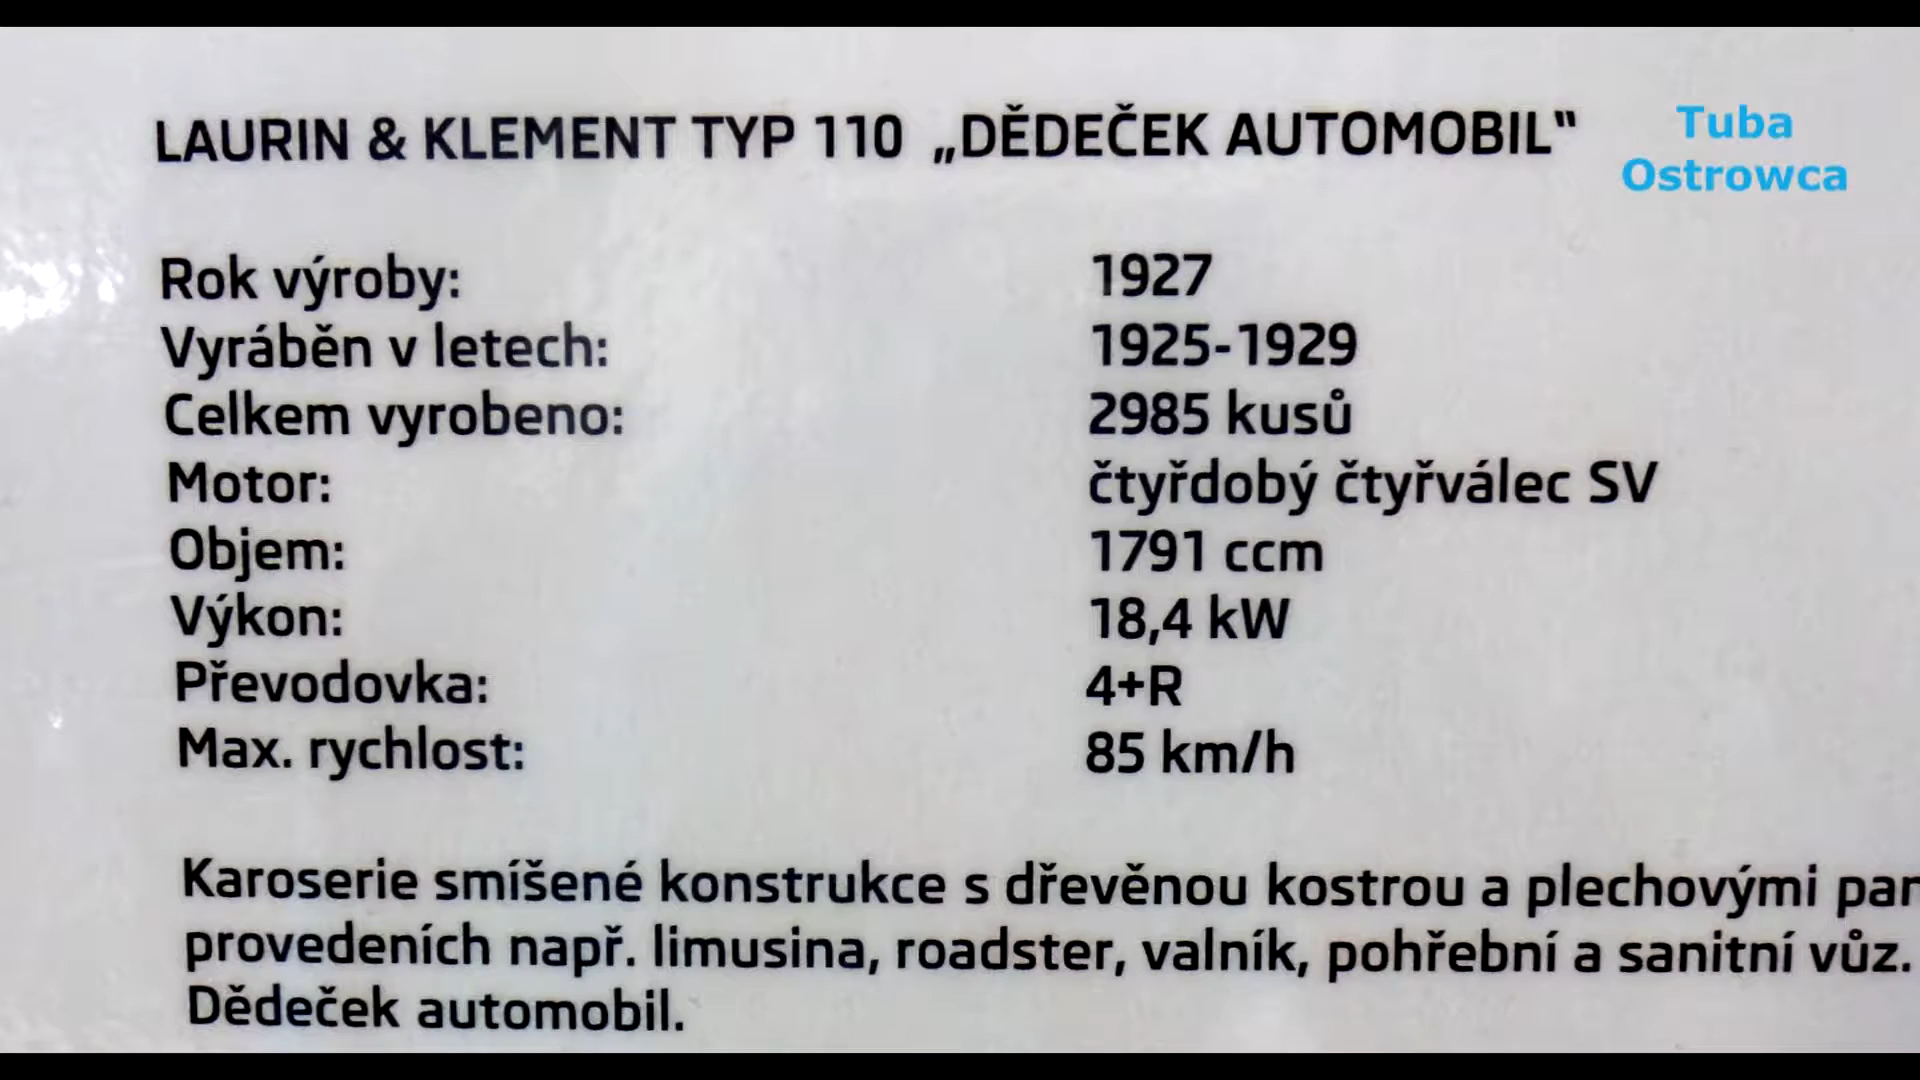 LAURIN & KLEMENT TYP 110 „DĚDEČEK AUTOMOBIL“
Tuba
Ostrowca
Rok výroby: 1927
Vyráběn v letech: 1925-1929
Celkem vyrobeno: 2985 kusů
Motor: čtyřdobý čtyřválec SV
Objem: 1791 ccm
Výkon: 18,4 kW
Převodovka: 4+R
Max. rychlost: 85 km/h
Karoserie smíšené konstrukce s dřevěnou kostrou a plechovými
provedeních např. limusina, roadster, valník, pohřební a sanitní vůz.
Dědeček automobil.